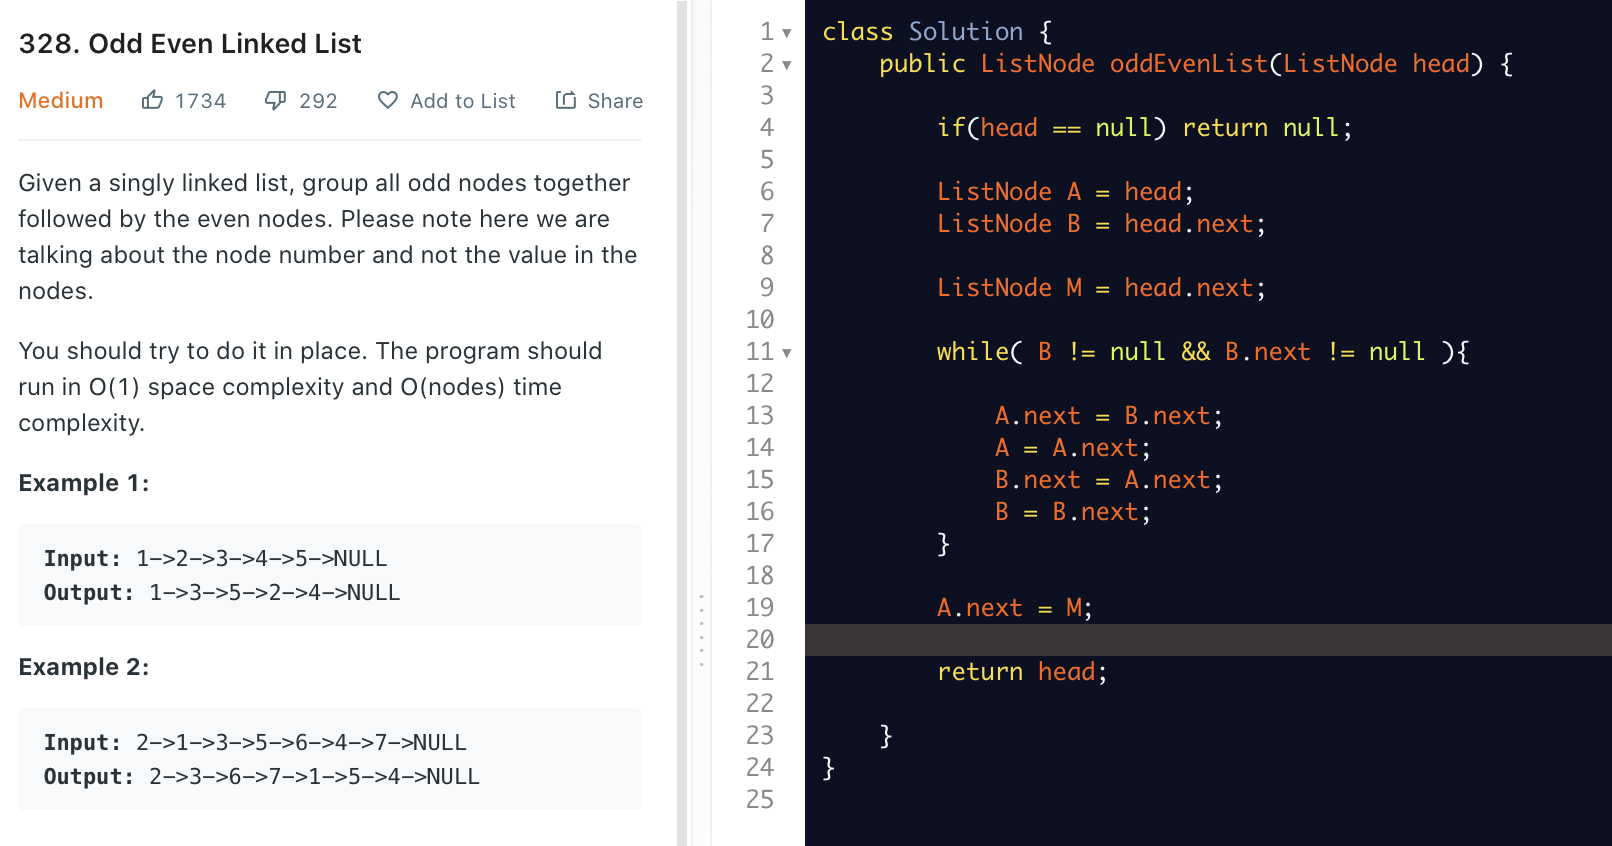 328. Odd Even Linked List
Medium 1734 292 Add to List Share
Given a singly linked list, group all odd nodes together
followed by the even nodes. Please note here we are
talking about the node number and not the value in the
nodes.
You should try to do it in place. The program should
run in O(1) space complexity and O(nodes) time
complexity.
Example 1:
Input: 1->2->3->4->5->NULL
Output: 1->3->5->2->4->NULL
Example 2:
Input: 2->1->3->5->6->4->7->NULL
Output: 2->3->6->7->1->5->4->NULL
1 class Solution {
2 public ListNode oddEvenList(ListNode head) {
3
4 if(head == null) return null;
5
6 ListNode A = head;
7 ListNode B = head.next;
8
9 ListNode M = head.next;
10
11 while( B != null && B.next != null ){
12
13 A.next = B.next;
14 A = A.next;
15 B.next = A.next;
16 B = B.next;
17 }
18
19 A.next = M;
20
21 return head;
22
23 }
24 }
25